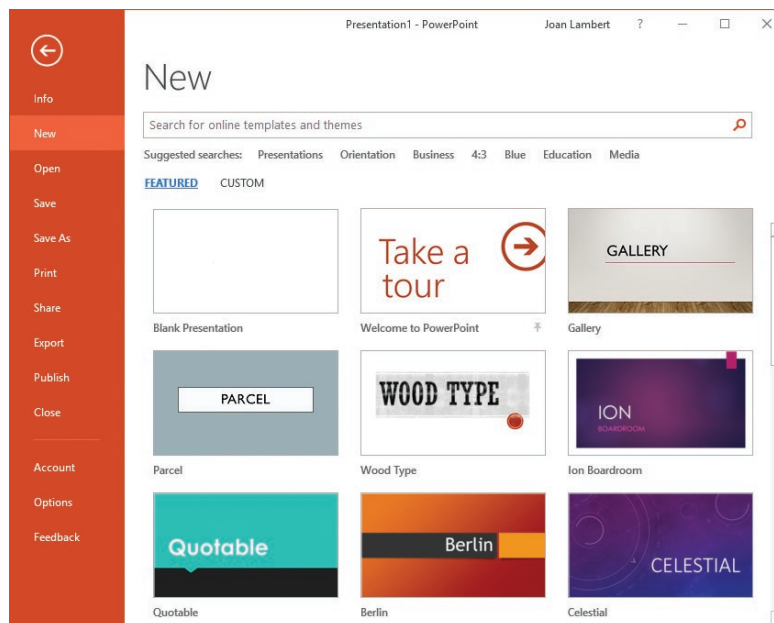 Presentation1 - PowerPoint Joan Lambert ?
Info
New
Open
Save
Save As
Print
Share
Export
Publish
Close
Account
Options
Feedback
New
Search for online templates and themes
Suggested searches: Presentations Orientation Business 4:3 Blue Education Media
FEATURED CUSTOM
Take a
tour
GALLERY
Blank Presentation Welcome to PowerPoint Gallery
PARCEL
WOOD TYPE
ION
BOARDROOM
Parcel Wood Type Ion Boardroom
Quotable
Berlin
CELESTIAL
Quotable Berlin Celestial